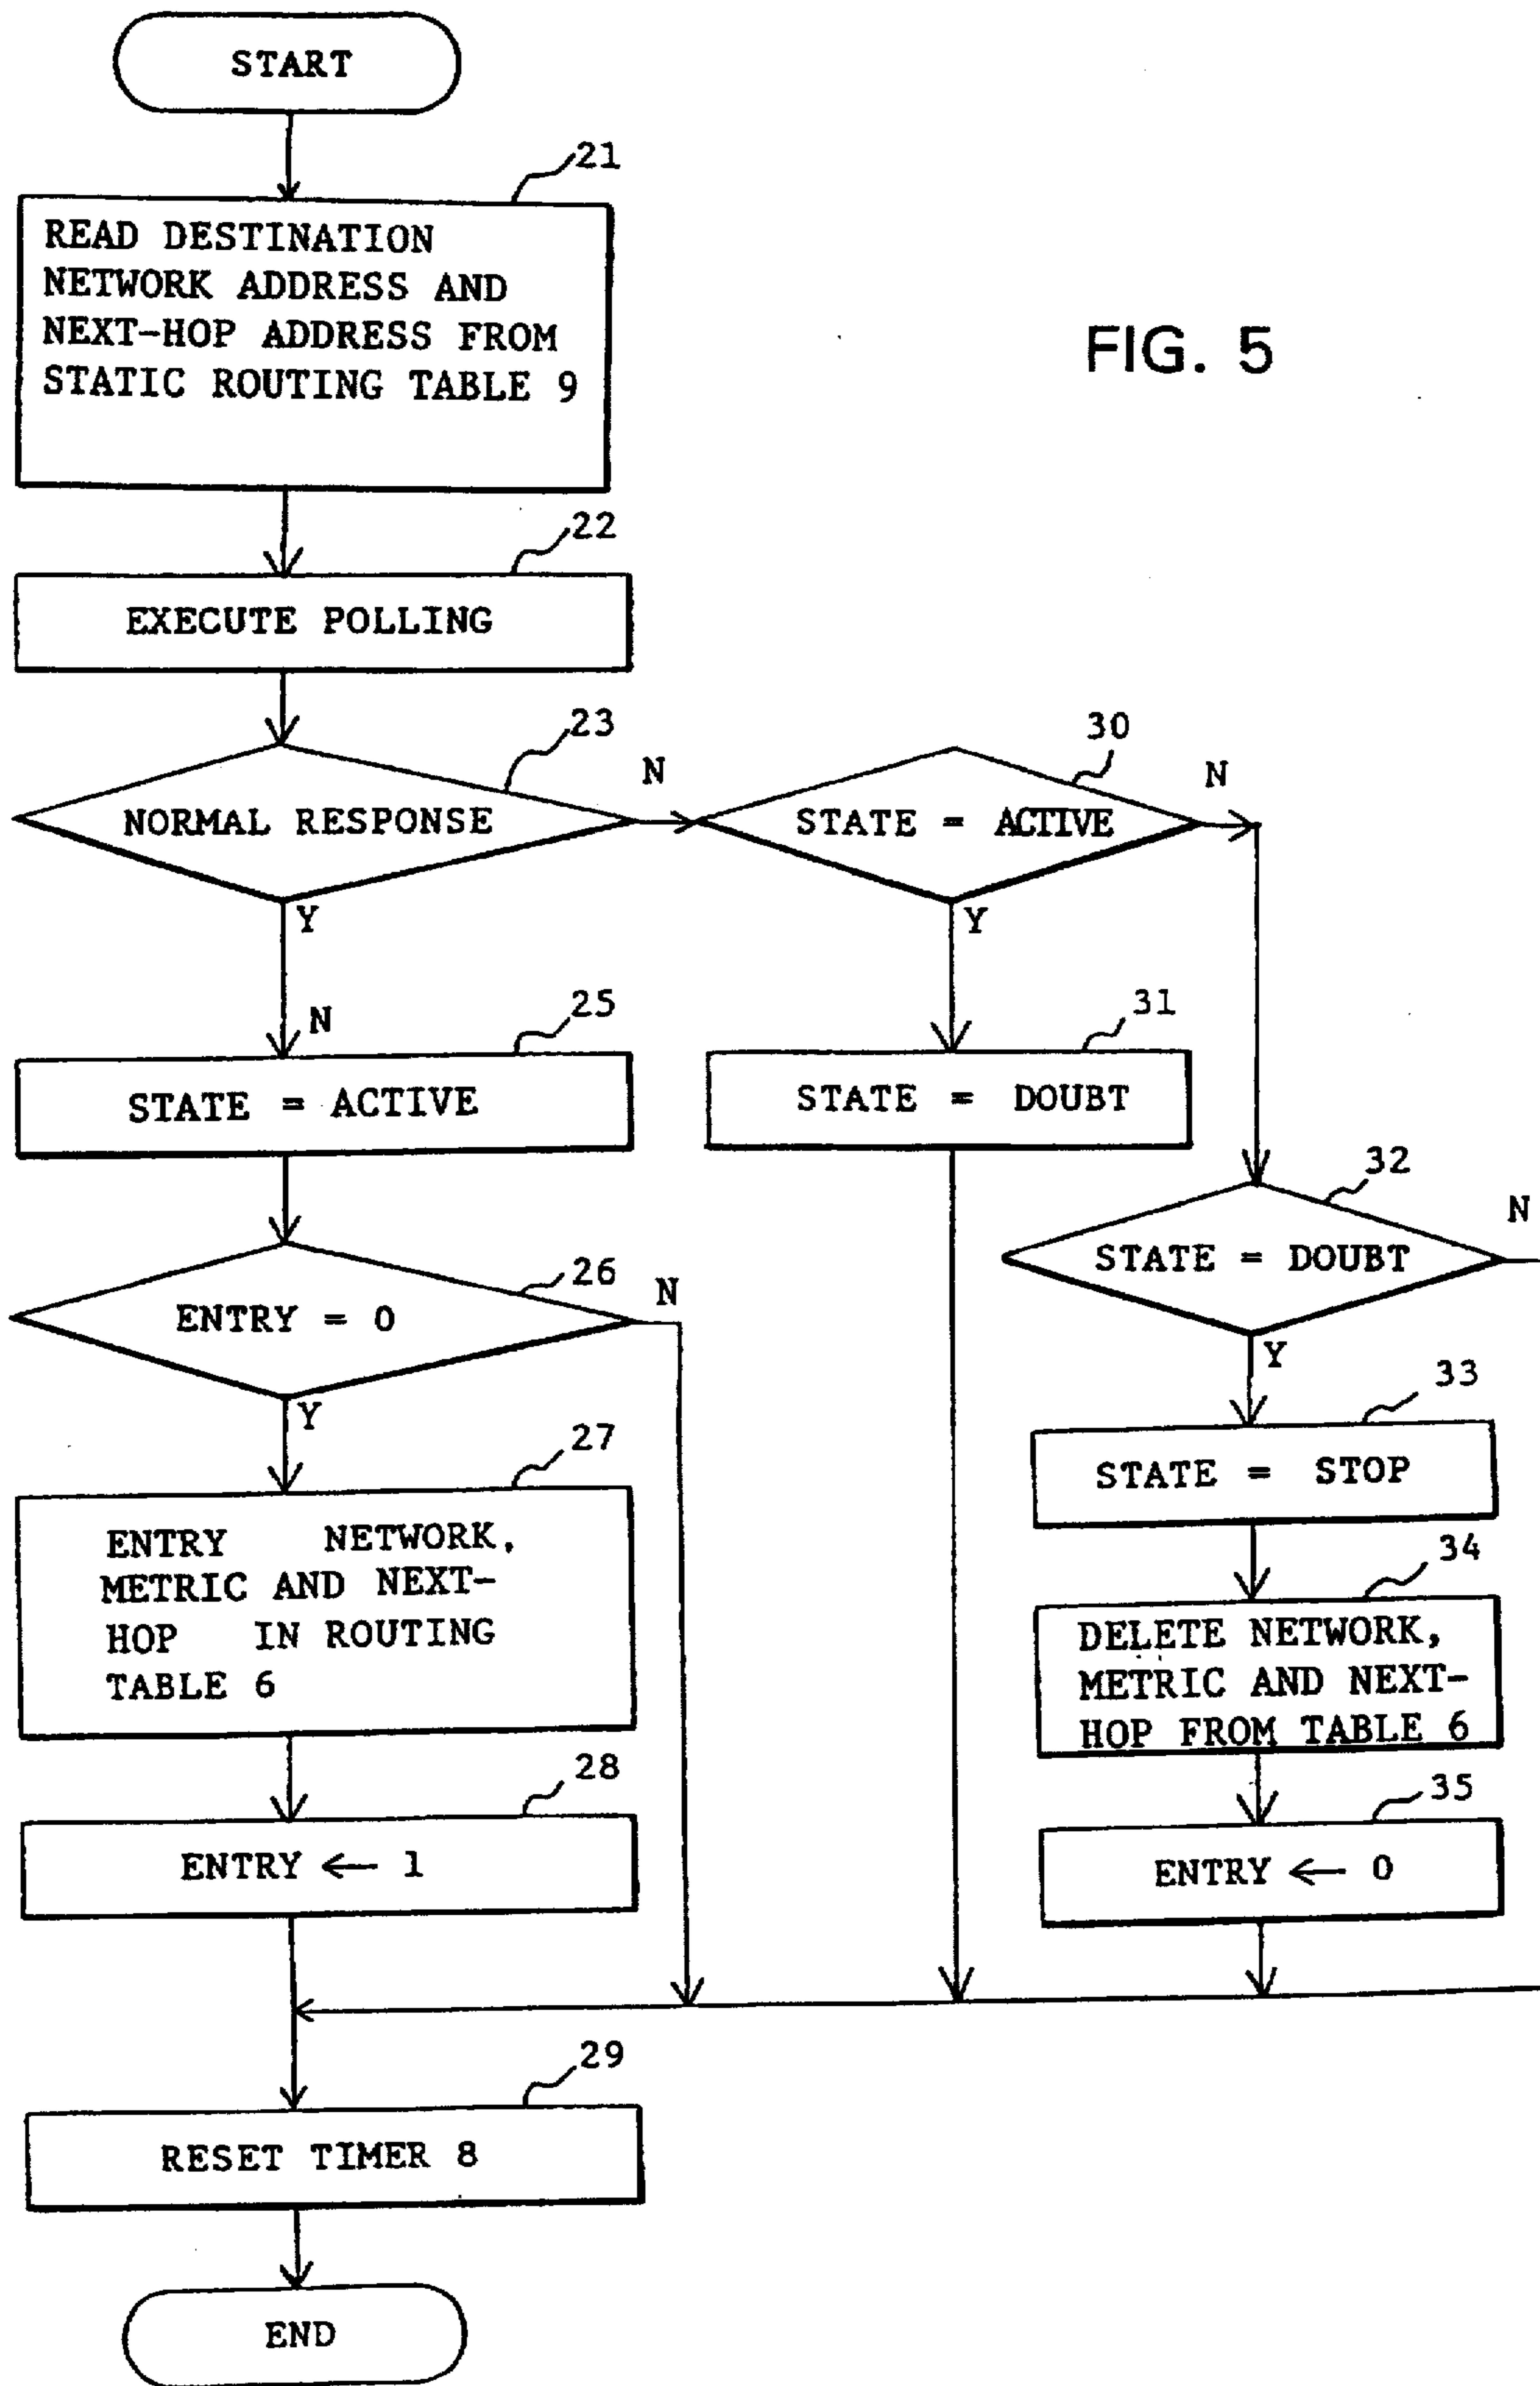 START
21
READ DESTINATION
NETWORK ADDRESS AND
NEXT-HOP ADDRESS FROM
STATIC ROUTING TABLE 9
FIG. 5
22
EXECUTE POLLING
23
NORMAL RESPONSE
N
Y
30
STATE = ACTIVE
N
Y
N
25
STATE = ACTIVE
31
STATE = DOUBT
32
STATE = DOUBT
N
Y
26
ENTRY = 0
N
Y
33
STATE = STOP
27
ENTRY NETWORK,
METRIC AND NEXT-
HOP IN ROUTING
TABLE 6
34
DELETE NETWORK,
METRIC AND NEXT-
HOP FROM TABLE 6
28
ENTRY ← 1
35
ENTRY ← 0
29
RESET TIMER 8
END